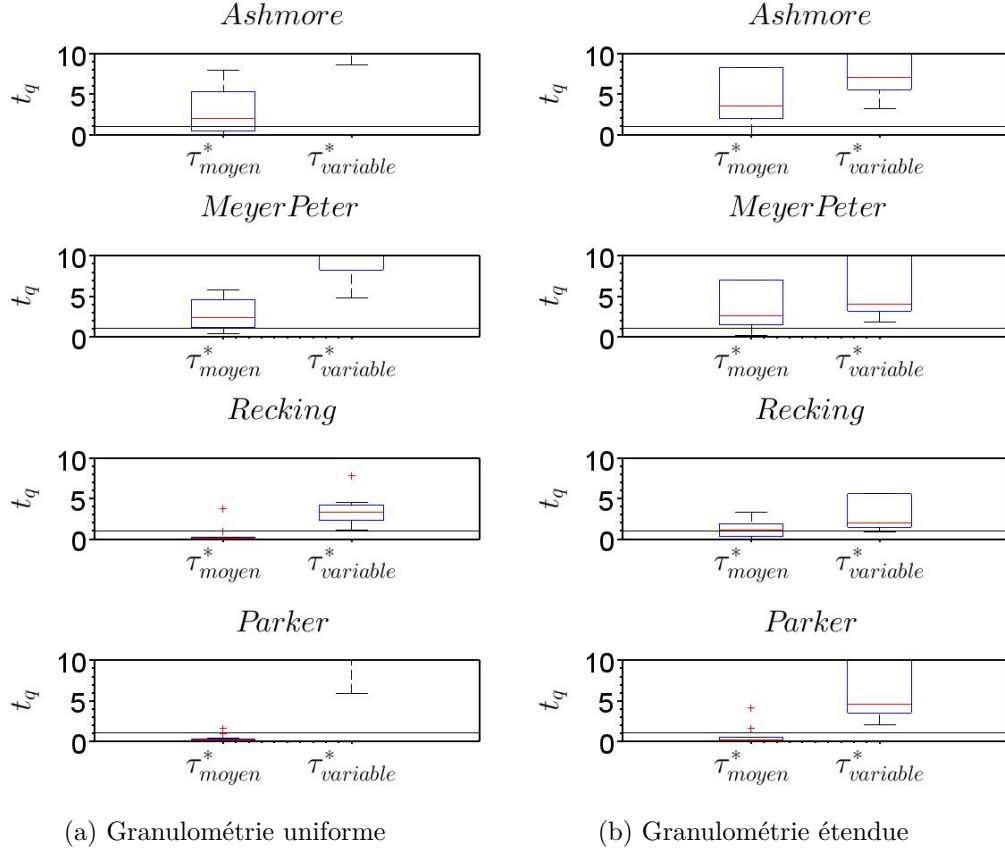 Ashmore Ashmore
10 10
t_q 5 t_q 5
0 0
τ*_moyen τ*_variable τ*_moyen τ*_variable
MeyerPeter MeyerPeter
10 10
t_q 5 t_q 5
0 0
τ*_moyen τ*_variable τ*_moyen τ*_variable
Recking Recking
10 10
t_q 5 t_q 5
0 0
τ*_moyen τ*_variable τ*_moyen τ*_variable
Parker Parker
10 10
t_q 5 t_q 5
0 0
τ*_moyen τ*_variable τ*_moyen τ*_variable
(a) Granulométrie uniforme (b) Granulométrie étendue